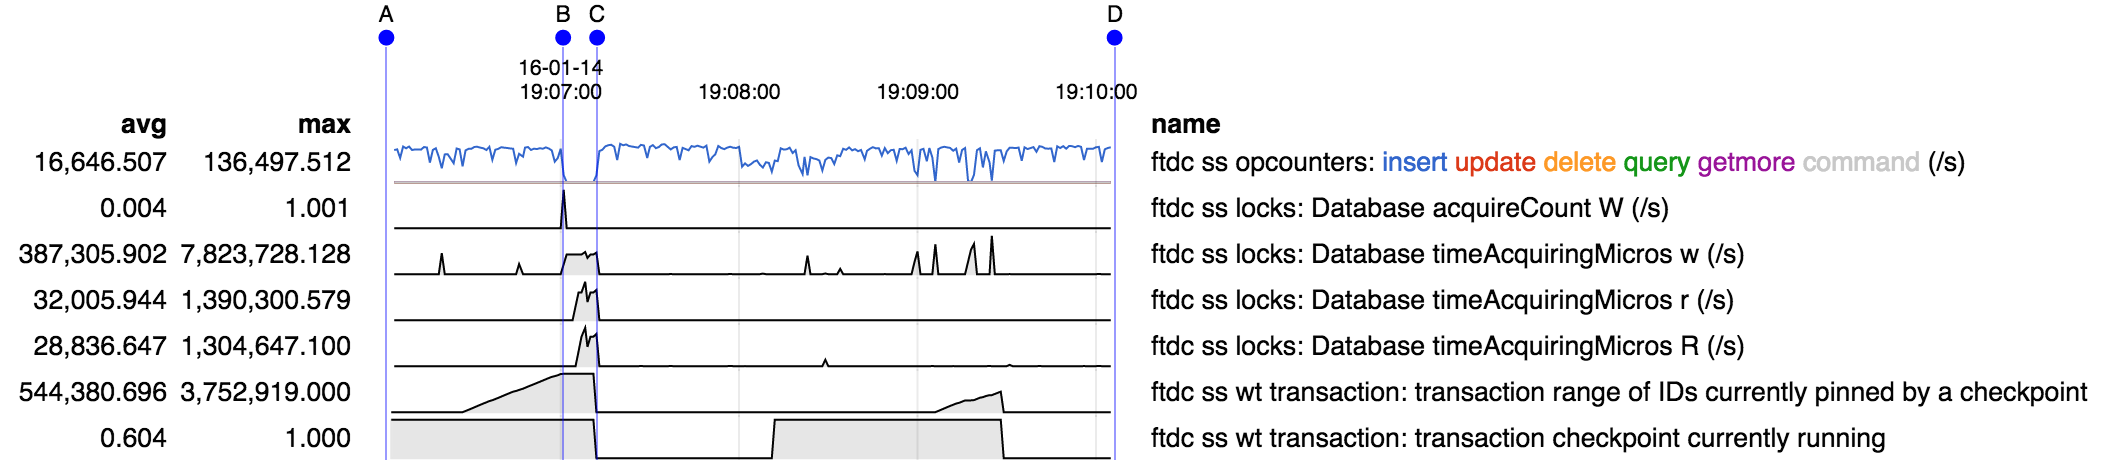 A B C D
16-01-14
19:07:00 19:08:00 19:09:00 19:10:00
avg max name
16,646.507 136,497.512 ftdc ss opcounters: insert update delete query getmore command (/s)
0.004 1.001 ftdc ss locks: Database acquireCount W (/s)
387,305.902 7,823,728.128 ftdc ss locks: Database timeAcquiringMicros w (/s)
32,005.944 1,390,300.579 ftdc ss locks: Database timeAcquiringMicros r (/s)
28,836.647 1,304,647.100 ftdc ss locks: Database timeAcquiringMicros R (/s)
544,380.696 3,752,919.000 ftdc ss wt transaction: transaction range of IDs currently pinned by a checkpoint
0.604 1.000 ftdc ss wt transaction: transaction checkpoint currently running